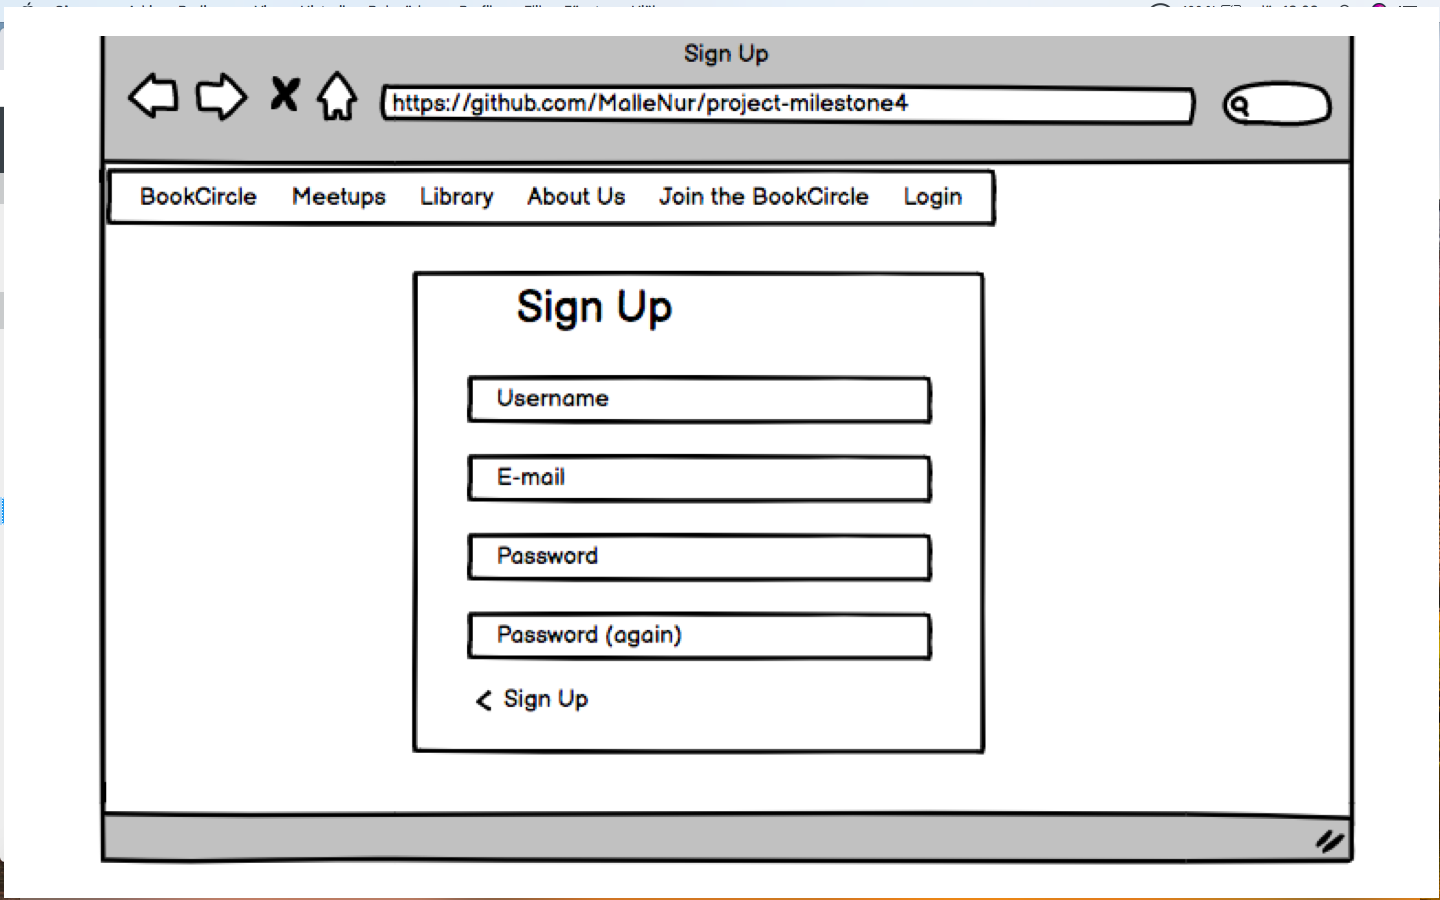 Sign Up
https://github.com/MalleNur/project-milestone4
BookCircle Meetups Library About Us Join the BookCircle Login
Sign Up
Username
E-mail
Password
Password (again)
< Sign Up